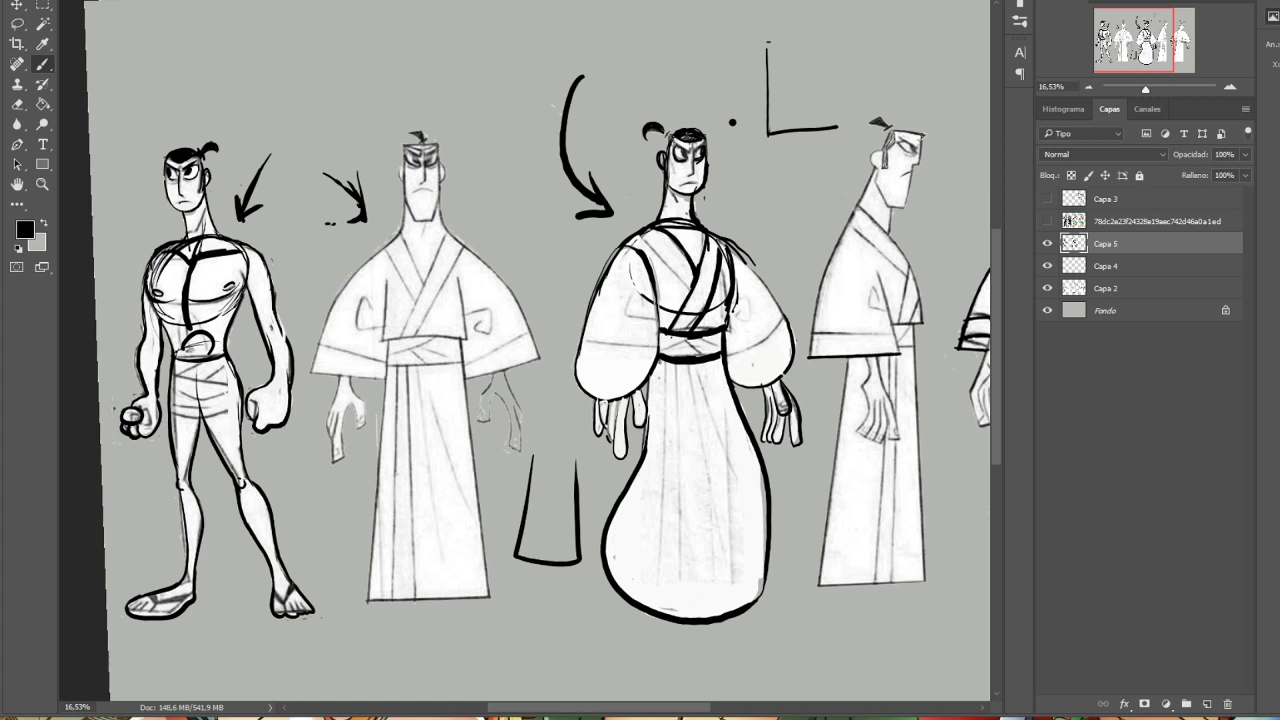 16,53%
Histograma Capas Canales
Tipo
Normal Opacidad: 100%
Bloq.: Relleno: 100%
Capa 3
78dc2e23f24328e19aec742d46a0a1ed
Capa 5
Capa 4
Capa 2
Fondo
16,53% Doc: 148,6 MB/541,9 MB